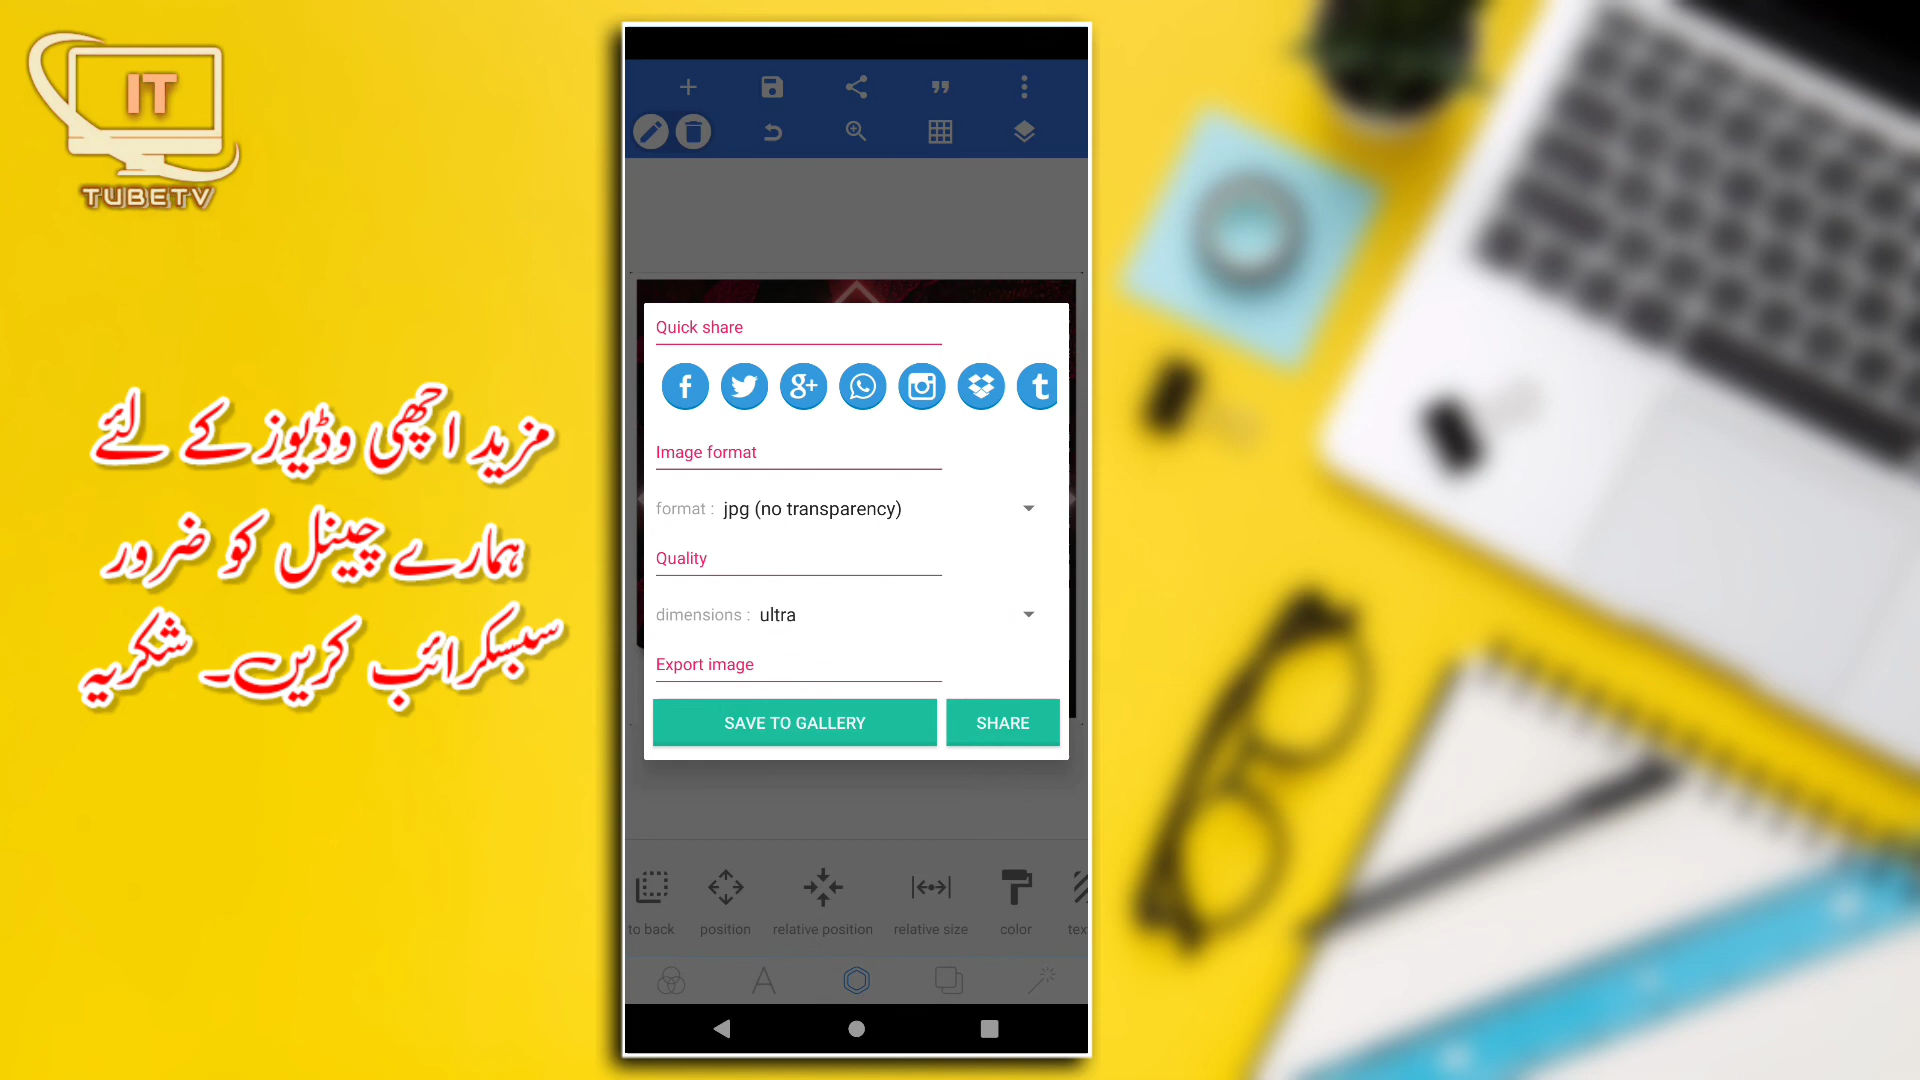 IT
TUBETV
مزید اچھی وڈیوز کے لئے
ہمارے چینل کو ضرور
سبسکرائب کریں۔ شکریہ
Quick share
Image format
format : jpg (no transparency)
Quality
dimensions : ultra
Export image
SAVE TO GALLERY SHARE
to back position relative position relative size color tex